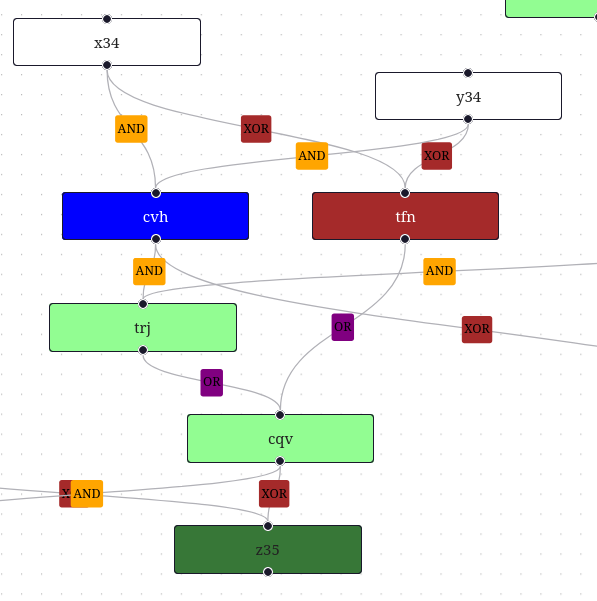 x34
y34
AND
XOR
AND
XOR
cvh
tfn
AND
AND
OR
XOR
trj
OR
cqv
AND
XOR
z35